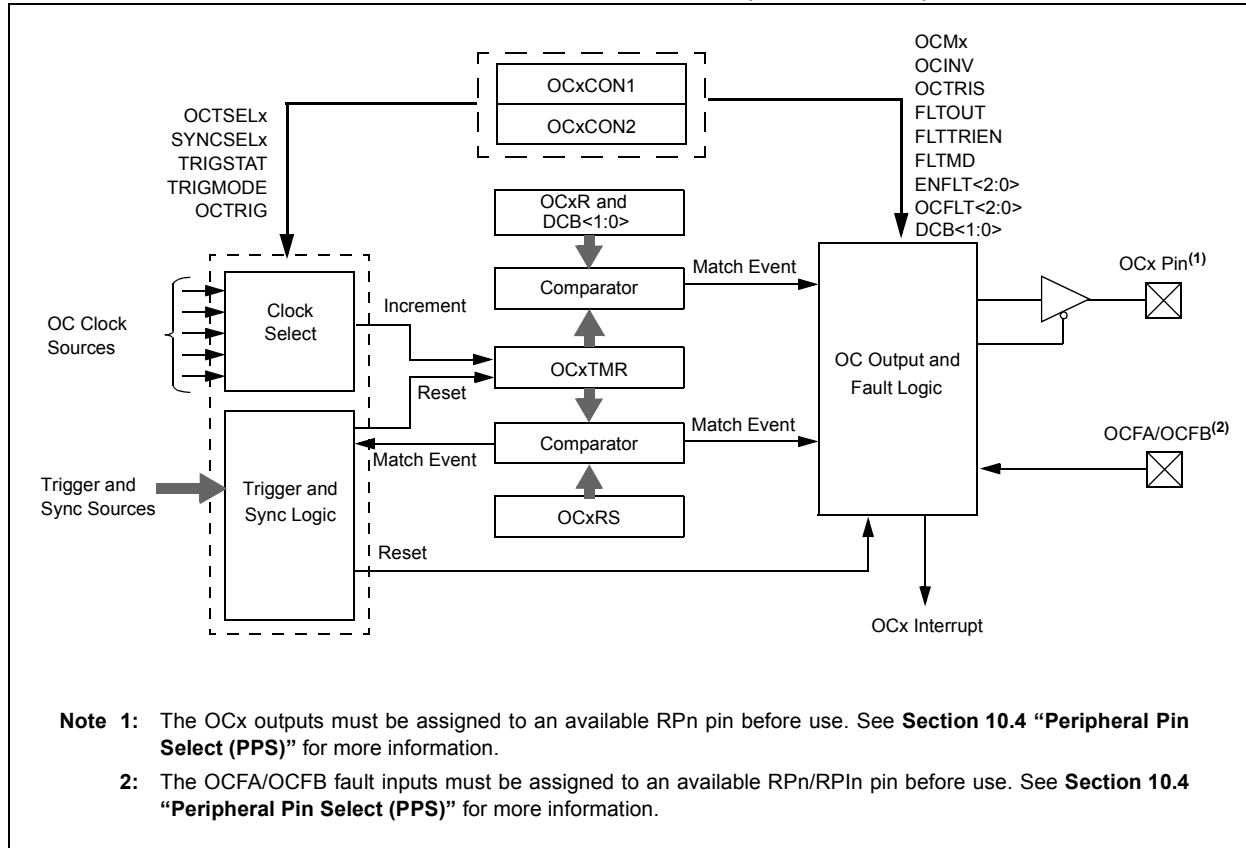 OCxCON1
OCxCON2
OCMx
OCINV
OCTRIS
FLTOUT
FLTTRIEN
FLTMD
ENFLT<2:0>
OCFLT<2:0>
DCB<1:0>
OCTSELx
SYNCSELx
TRIGSTAT
TRIGMODE
OCTRIG
OCxR and
DCB<1:0>
Match Event
OCx Pin(1)
Comparator
Increment
Clock
Select
OC Clock
Sources
OCxTMR
OC Output and
Fault Logic
Reset
Match Event
OCFA/OCFB(2)
Comparator
Match Event
Trigger and
Sync Sources
Trigger and
Sync Logic
OCxRS
Reset
OCx Interrupt
Note 1: The OCx outputs must be assigned to an available RPn pin before use. See Section 10.4 “Peripheral Pin
Select (PPS)” for more information.
2: The OCFA/OCFB fault inputs must be assigned to an available RPn/RPIn pin before use. See Section 10.4
“Peripheral Pin Select (PPS)” for more information.